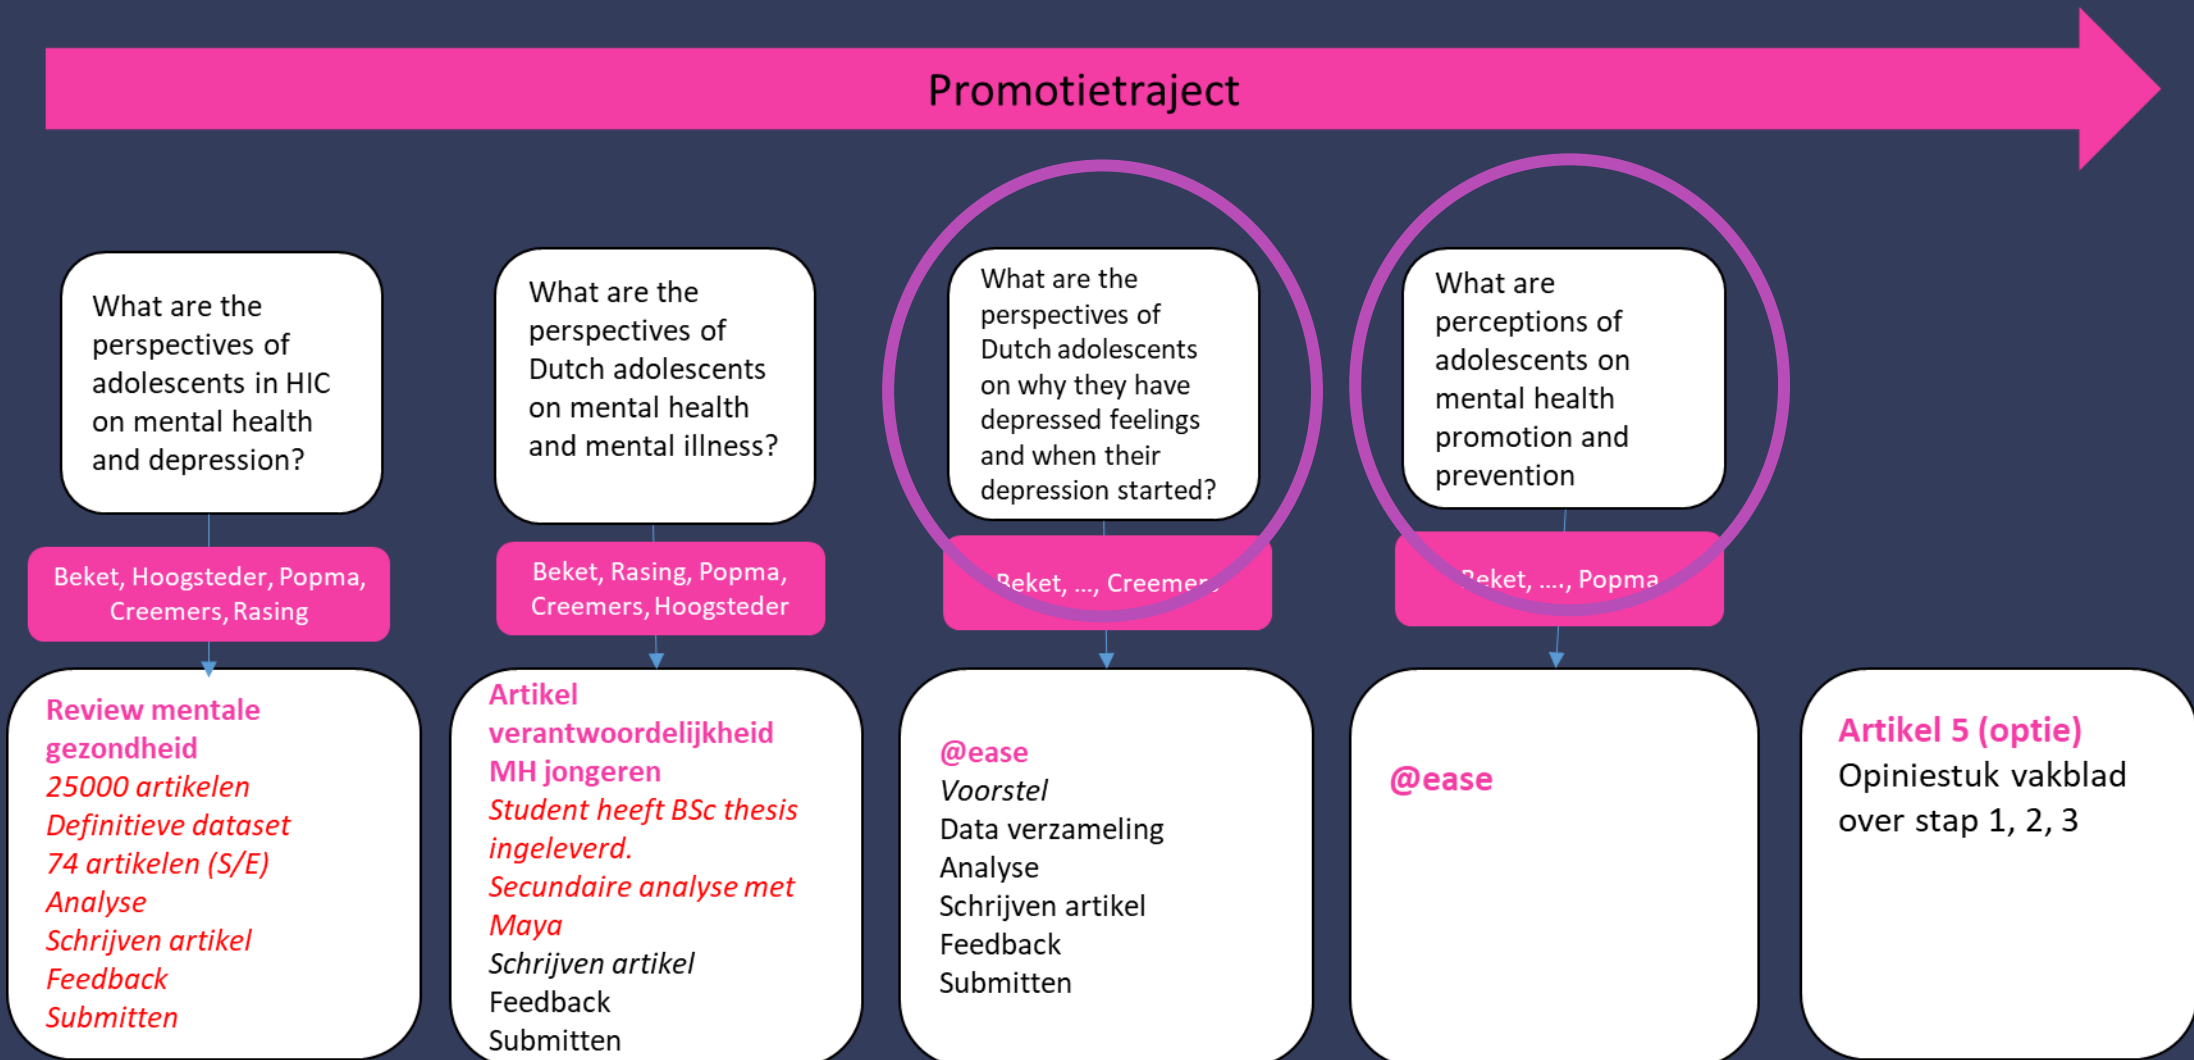 Promotietraject
What are the
perspectives of
adolescents in HIC
on mental health
and depression?
Beket, Hoogsteder, Popma,
Creemers, Rasing
Review mentale
gezondheid
25000 artikelen
Definitieve dataset
74 artikelen (S/E)
Analyse
Schrijven artikel
Feedback
Submitten
What are the
perspectives of
Dutch adolescents
on mental health
and mental illness?
Beket, Rasing, Popma,
Creemers, Hoogsteder
Artikel
verantwoordelijkheid
MH jongeren
Student heeft BSc thesis
ingeleverd.
Secundaire analyse met
Maya
Schrijven artikel
Feedback
Submitten
What are the
perspectives of
Dutch adolescents
on why they have
depressed feelings
and when their
depression started?
Beket, ..., Creemers
@ease
Voorstel
Data verzameling
Analyse
Schrijven artikel
Feedback
Submitten
What are
perceptions of
adolescents on
mental health
promotion and
prevention
Beket, ...., Popma
@ease
Artikel 5 (optie)
Opiniestuk vakblad
over stap 1, 2, 3